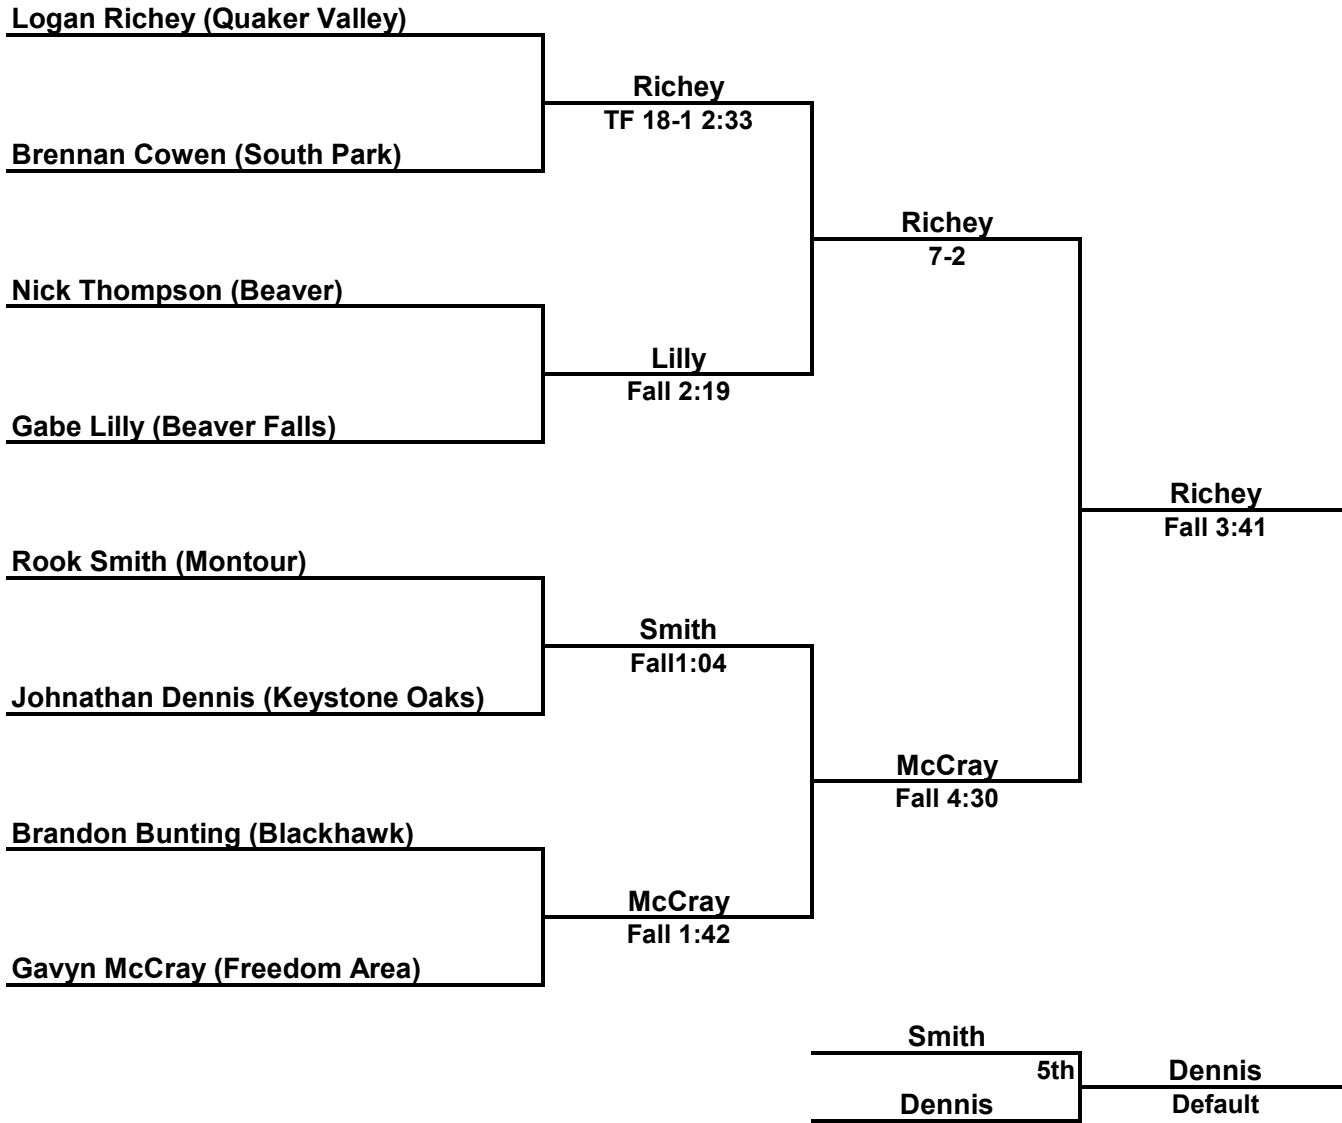 Logan Richey (Quaker Valley)
Richey
TF 18-1 2:33
Brennan Cowen (South Park)
Richey
7-2
Nick Thompson (Beaver)
Lilly
Fall 2:19
Gabe Lilly (Beaver Falls)
Richey
Fall 3:41
Rook Smith (Montour)
Smith
Fall1:04
Johnathan Dennis (Keystone Oaks)
McCray
Fall 4:30
Brandon Bunting (Blackhawk)
McCray
Fall 1:42
Gavyn McCray (Freedom Area)
Smith
5th
Dennis
Dennis
Default